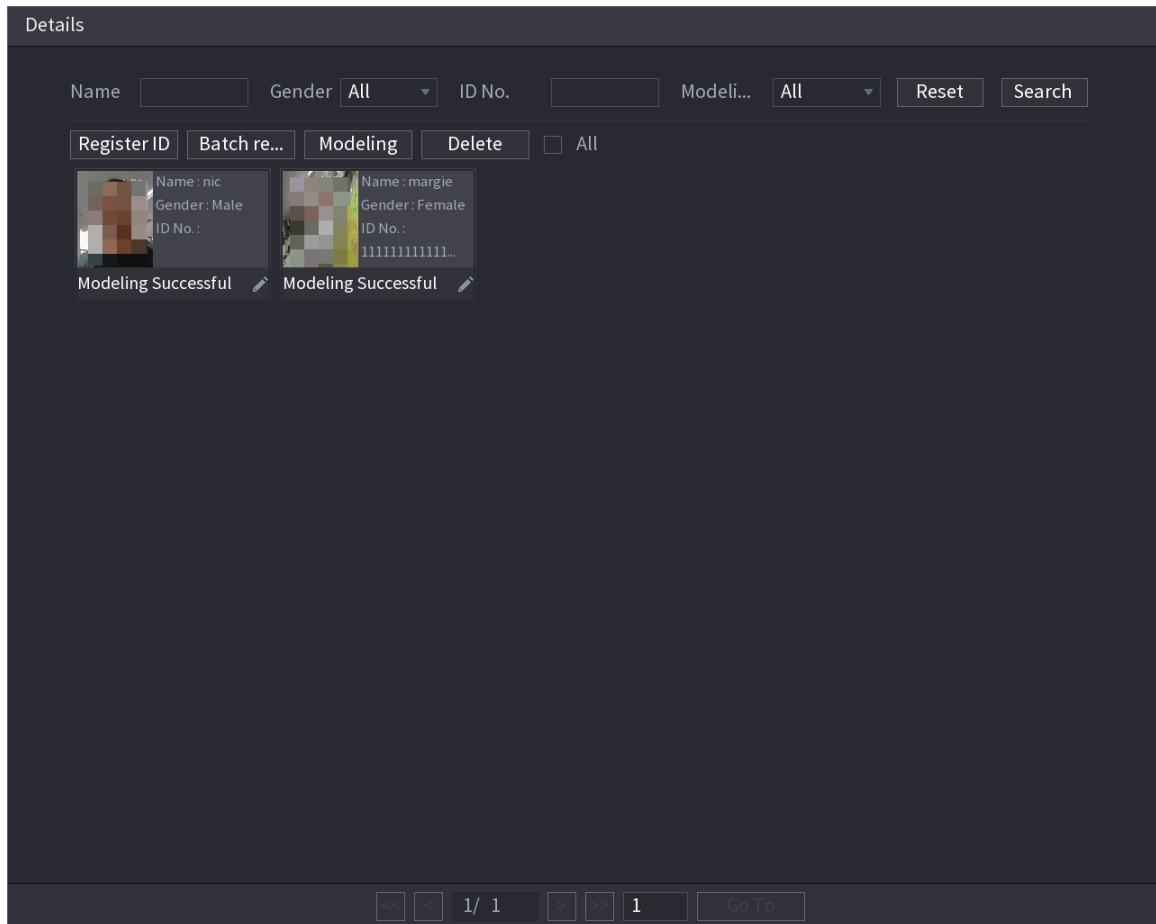 Details
Name Gender All ID No. Modeli... All Reset Search
Register ID Batch re... Modeling Delete All
Name : nic
Gender : Male
ID No. :
Modeling Successful
Name : margie
Gender : Female
ID No. :
111111111111...
Modeling Successful
<< < 1/ 1 > >> 1 Go To